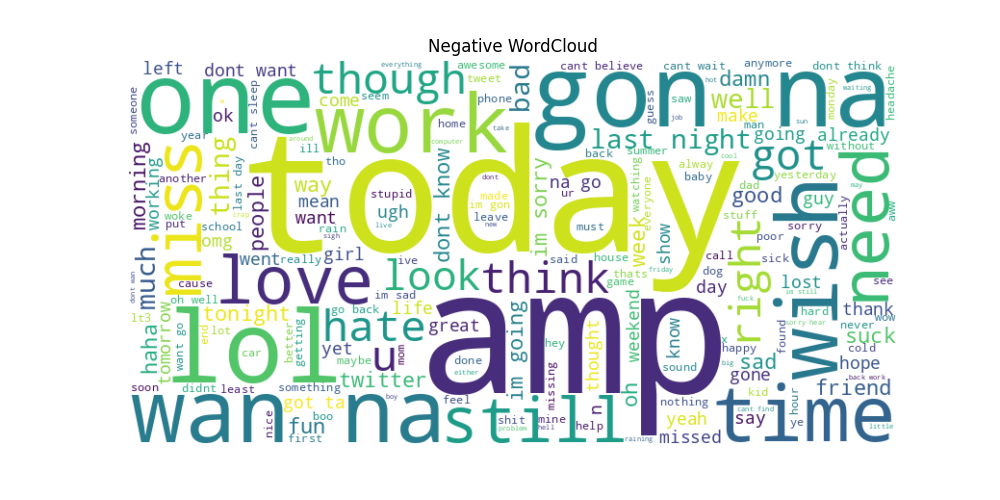 Negative WordCloud
left
dont want
though
bad
gon na
cant believe
cant wait
anymore
dont think
everything
awesome
tweet
seem
come
phone
one
work
someone
ok
cant sleep
damn
well
make
monday
waiting
headache
hot
guess
saw
job
man
sun
last night
going
already
without
year
ill
around
home
take
computer
today
morning
working
miss
thing
another
last day
people
tho
way
mean
want
stupid
ugh
dont know
dont
made
im gon
leave
new
im sorry
na go
back
summer
watching
everyone
week
show
alway
baby
cool
got
yesterday
dad
good
guy
may
need
aww
actually
wish
woke
put
school
crap
omg
rain
sigh
live
must
stuff
poor
sorry
much
went
really
girl
ive
said
house
thats
game
friday
call
dog
day
right
sick
dont wan
cause
oh well
love
look
think
im sad
lost
im still
see
lt3
tomorrow
tonight
go back
life
amp
hard
thank
wow
haha
want go
end
lot
lol
getting
better
car
hate
great
yet
maybe
u
mom
im going
hey
thought
oh weekend
know
sound
x
happy
found
fuck
sorry hear
never
suck
cold
sad
hope
back work
soon
didnt
least
something
twitter
done
either
missing
gone
big
kid
nothing
friend
hour
wan na
nice
got ta
boo
fun
first
boy
feel
still
shit
problem
hell
mine
help
n
raining
yeah
missed
say
cant find
time
ye
little